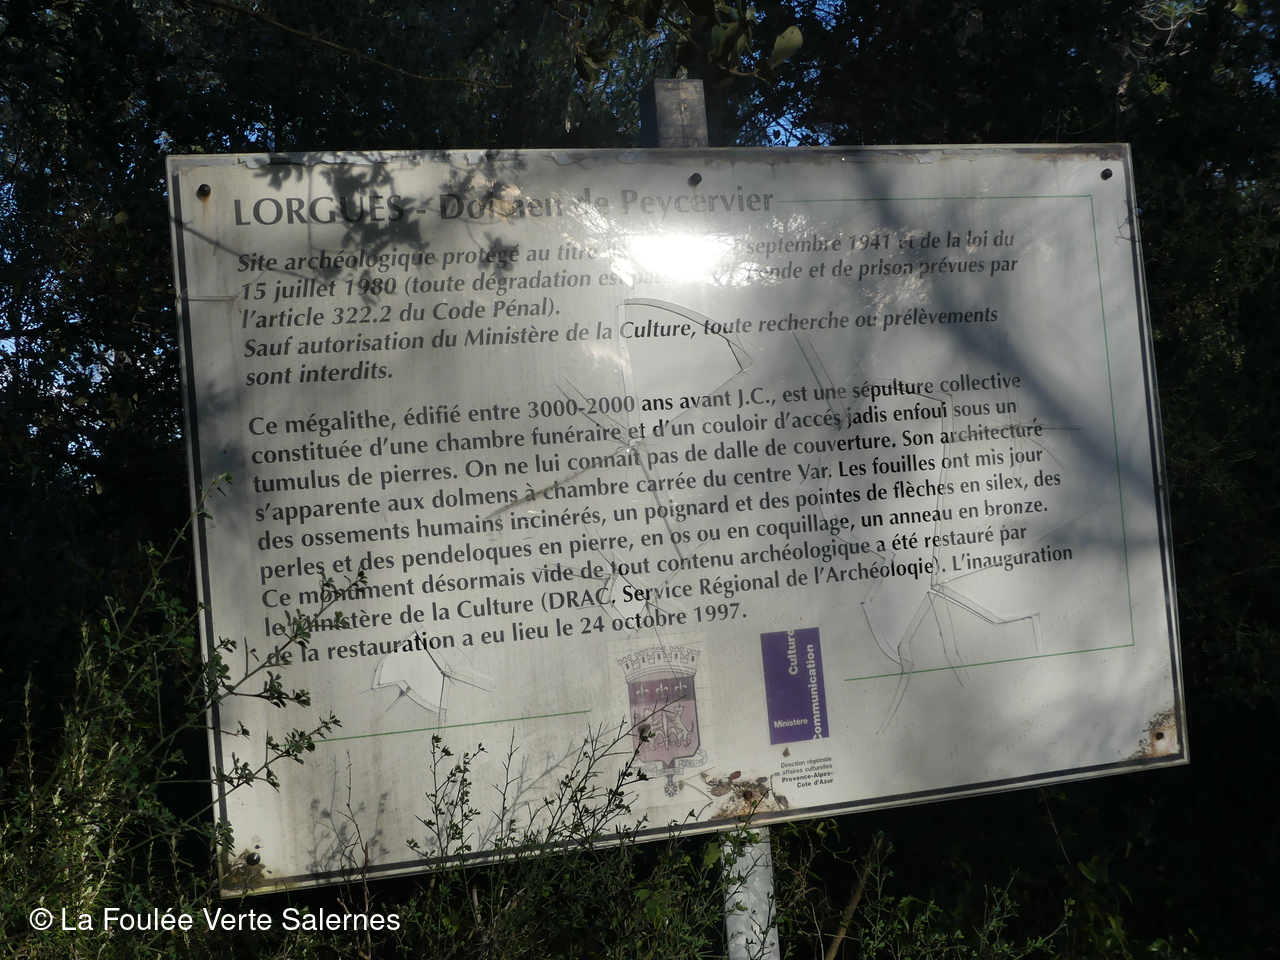 LORGUES - Dolmen de Peycervier
Site archéologique protégé au titre septembre 1941 et de la loi du
15 juillet 1980 (toute dégradation est et de prison prévues par
l'article 322.2 du Code Pénal).
Sauf autorisation du Ministère de la Culture, toute recherche ou prélèvements
sont interdits.
Ce mégalithe, édifié entre 3000-2000 ans avant J.C., est une sépulture collective
constituée d'une chambre funéraire et d'un couloir d'accés jadis enfoui sous un
tumulus de pierres. On ne lui connaît pas de dalle de couverture. Son architecture
s'apparente aux dolmens à chambre carrée du centre Var. Les fouilles ont mis jour
des ossements humains incinérés, un poignard et des pointes de flèches en silex, des
perles et des pendeloques en pierre, en os ou en coquillage, un anneau en bronze.
Ce monument désormais vide de tout contenu archéologique a été restauré par
le Ministère de la Culture (DRAC, Service Régional de l'Archéologie). L'inauguration
de la restauration a eu lieu le 24 octobre 1997.
Culture
Communication
Ministère
Direction régionale
affaires culturelles
Provence-Alpes-
Cote d'Azur
© La Foulée Verte Salernes